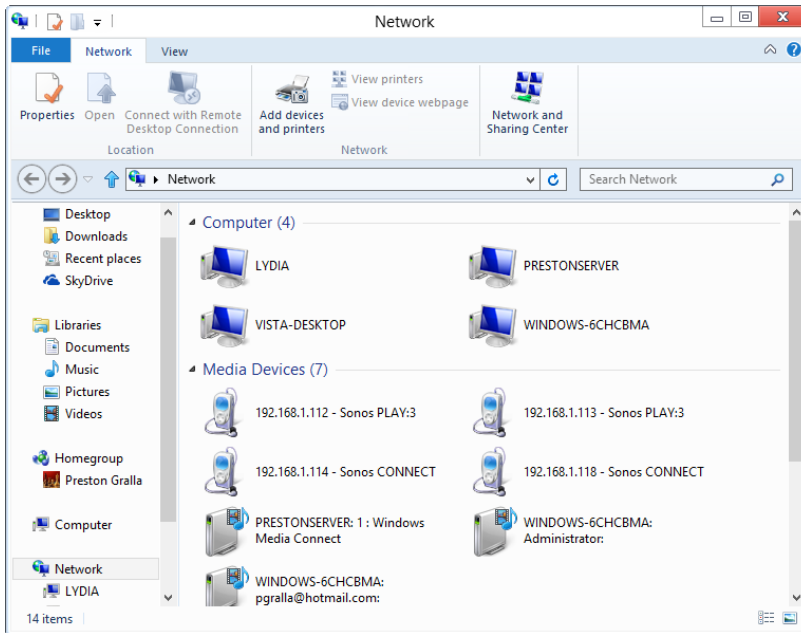 Network
File Network View
Properties Open Connect with Remote Desktop Connection
Location
Add devices and printers
View printers
View device webpage
Network
Network and Sharing Center
Network
Search Network
Desktop
Downloads
Recent places
SkyDrive
Libraries
Documents
Music
Pictures
Videos
Homegroup
Preston Gralla
Computer
Network
LYDIA
Computer (4)
LYDIA
PRESTONSERVER
VISTA-DESKTOP
WINDOWS-6CHCBMA
Media Devices (7)
192.168.1.112 - Sonos PLAY:3
192.168.1.113 - Sonos PLAY:3
192.168.1.114 - Sonos CONNECT
192.168.1.118 - Sonos CONNECT
PRESTONSERVER: 1 : Windows
Media Connect
WINDOWS-6CHCBMA:
Administrator:
WINDOWS-6CHCBMA:
pgralla@hotmail.com:
14 items